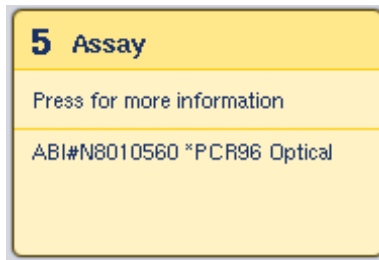 5 Assay
Press for more information
ABI#N8010560 *PCR96 Optical